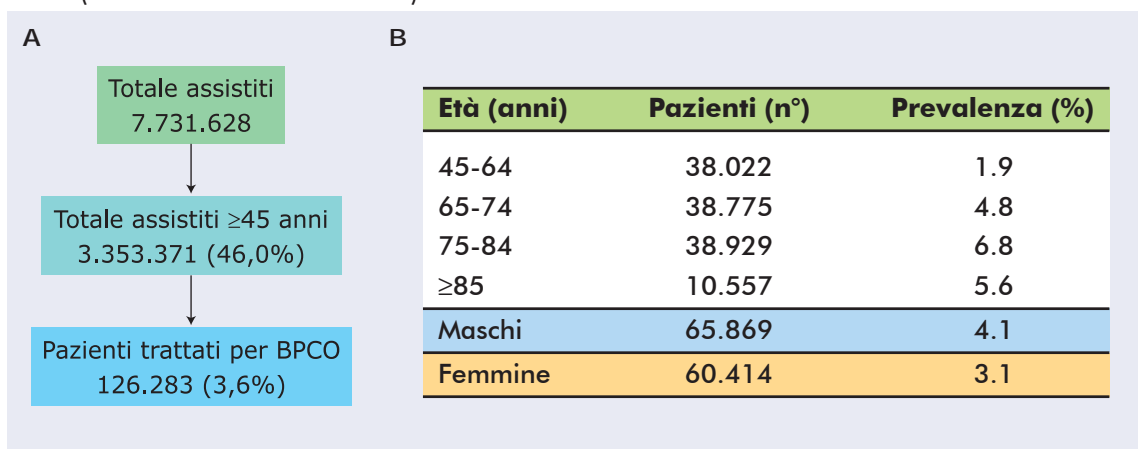 A
B
Totale assistiti
7.731.628
Totale assistiti ≥45 anni
3.353.371 (46,0%)
Pazienti trattati per BPCO
126.283 (3,6%)
Età (anni) Pazienti (n°) Prevalenza (%)
45-64 38.022 1.9
65-74 38.775 4.8
75-84 38.929 6.8
≥85 10.557 5.6
Maschi 65.869 4.1
Femmine 60.414 3.1